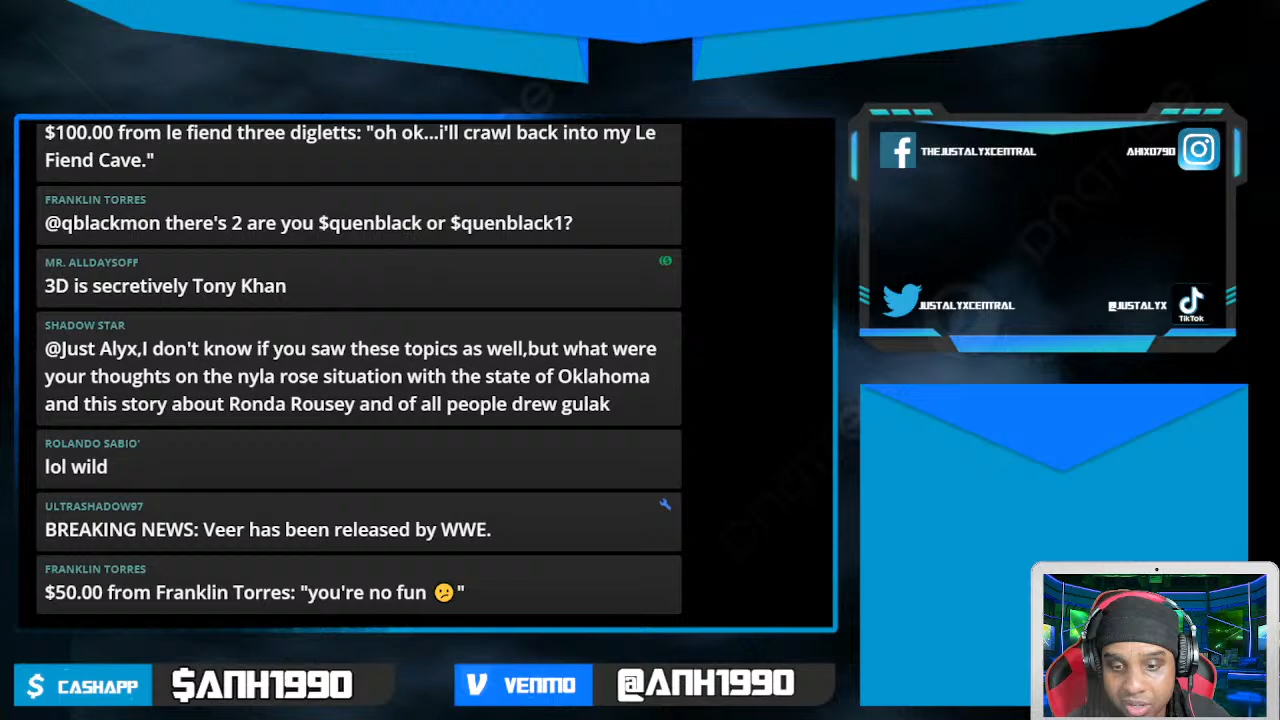 $100.00 from le fiend three digletts: "oh ok...i'll crawl back into my Le
Fiend Cave."
FRANKLIN TORRES
@qblackmon there's 2 are you $quenblack or $quenblack1?
MR. ALLDAYSOFF
3D is secretively Tony Khan
SHADOW STAR
@Just Alyx,I don't know if you saw these topics as well,but what were
your thoughts on the nyla rose situation with the state of Oklahoma
and this story about Ronda Rousey and of all people drew gulak
ROLANDO SABIO'
lol wild
ULTRASHADOW97
BREAKING NEWS: Veer has been released by WWE.
FRANKLIN TORRES
$50.00 from Franklin Torres: "you're no fun 😕"
THEJUSTALYXCENTRAL
AHIX0790
JUSTALYXCENTRAL
@JUSTALYX
TikTok
$ CASHAPP
$ANH1990
V VENMO
@ANH1990